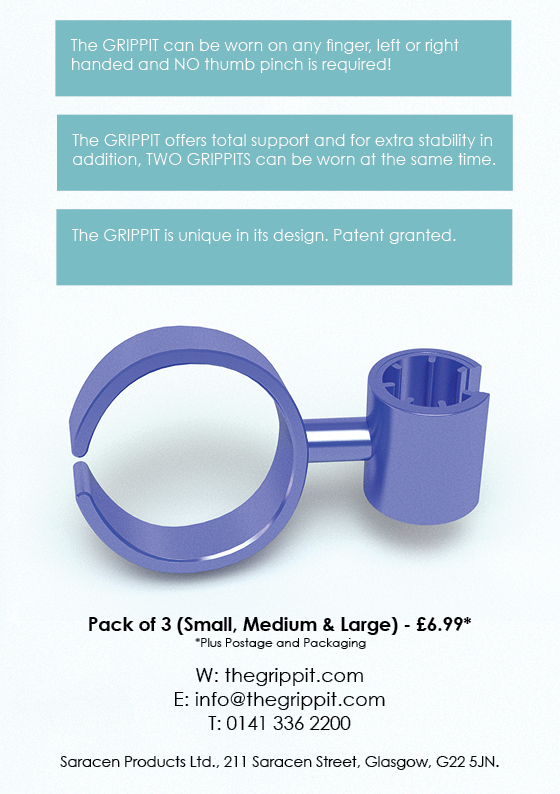 The GRIPPIT can be worn on any finger, left or right
handed and NO thumb pinch is required!
The GRIPPIT offers total support and for extra stability in
addition, TWO GRIPPITS can be worn at the same time.
The GRIPPIT is unique in its design. Patent granted.
Pack of 3 (Small, Medium & Large) - £6.99*
*Plus Postage and Packaging
W: thegrippit.com
E: info@thegrippit.com
T: 0141 336 2200
Saracen Products Ltd., 211 Saracen Street, Glasgow, G22 5JN.